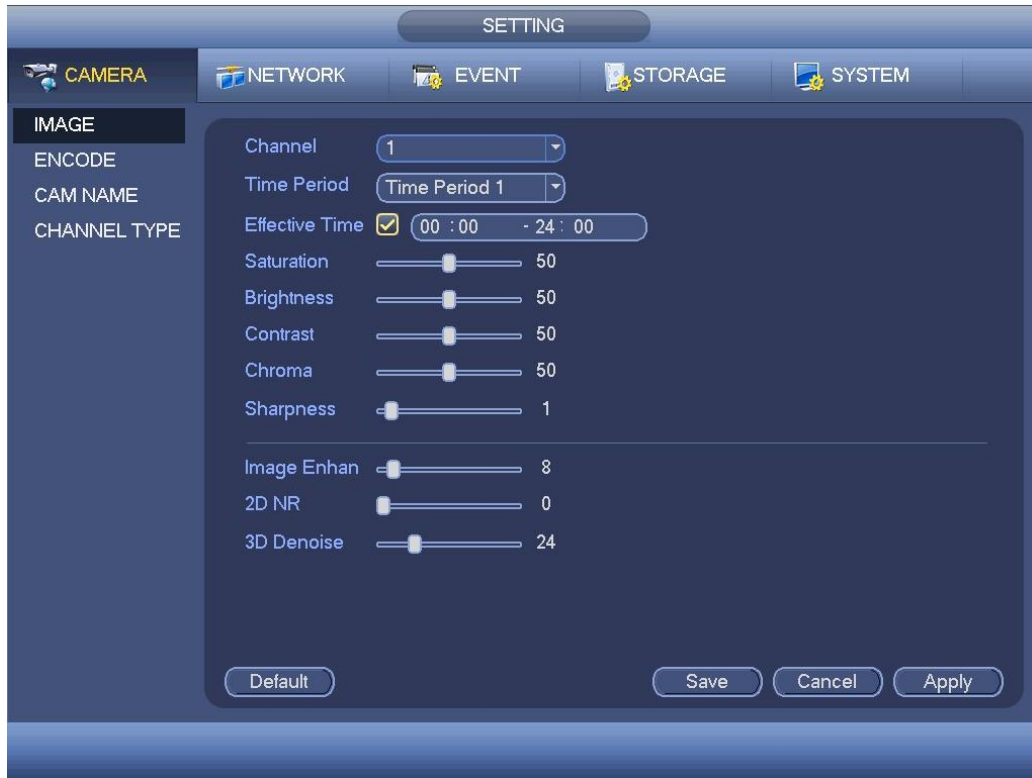 SETTING
CAMERA NETWORK EVENT STORAGE SYSTEM
IMAGE
ENCODE
CAM NAME
CHANNEL TYPE
Channel 1
Time Period Time Period 1
Effective Time 00 :00 - 24 : 00
Saturation 50
Brightness 50
Contrast 50
Chroma 50
Sharpness 1
Image Enhan 8
2D NR 0
3D Denoise 24
Default Save Cancel Apply